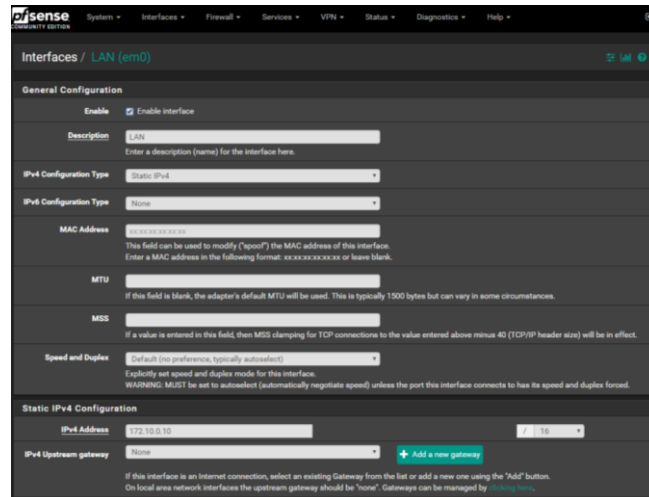 pfsense
COMMUNITY EDITION
System Interfaces Firewall Services VPN Status Diagnostics Help
Interfaces / LAN (em0)
General Configuration
Enable Enable interface
Description LAN
Enter a description (name) for the interface here.
IPv4 Configuration Type Static IPv4
IPv6 Configuration Type None
MAC Address xx:xx:xx:xx:xx:xx
This field can be used to modify ("spoof") the MAC address of this interface.
Enter a MAC address in the following format: xx:xx:xx:xx:xx:xx or leave blank.
MTU
If this field is blank, the adapter's default MTU will be used. This is typically 1500 bytes but can vary in some circumstances.
MSS
If a value is entered in this field, then MSS clamping for TCP connections to the value entered above minus 40 (TCP/IP header size) will be in effect.
Speed and Duplex Default (no preference, typically autoselect)
Explicitly set speed and duplex mode for this interface.
WARNING: MUST be set to autoselect (automatically negotiate speed) unless the port this interface connects to has its speed and duplex forced.
Static IPv4 Configuration
IPv4 Address 172.10.0.10 / 16
IPv4 Upstream gateway None + Add a new gateway
If this interface is an Internet connection, select an existing Gateway from the list or add a new one using the "Add" button.
On local area network interfaces the upstream gateway should be "none". Gateways can be managed by clicking here.